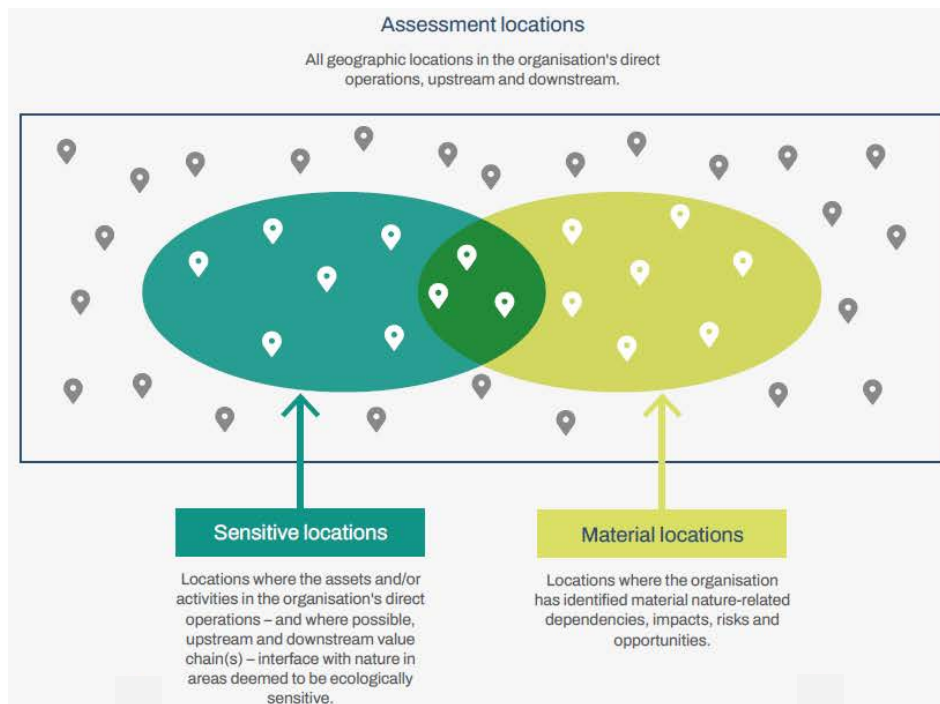 Assessment locations
All geographic locations in the organisation's direct
operations, upstream and downstream.
Sensitive locations
Locations where the assets and/or
activities in the organisation's direct
operations – and where possible,
upstream and downstream value
chain(s) – interface with nature in
areas deemed to be ecologically
sensitive.
Material locations
Locations where the organisation
has identified material nature-related
dependencies, impacts, risks and
opportunities.